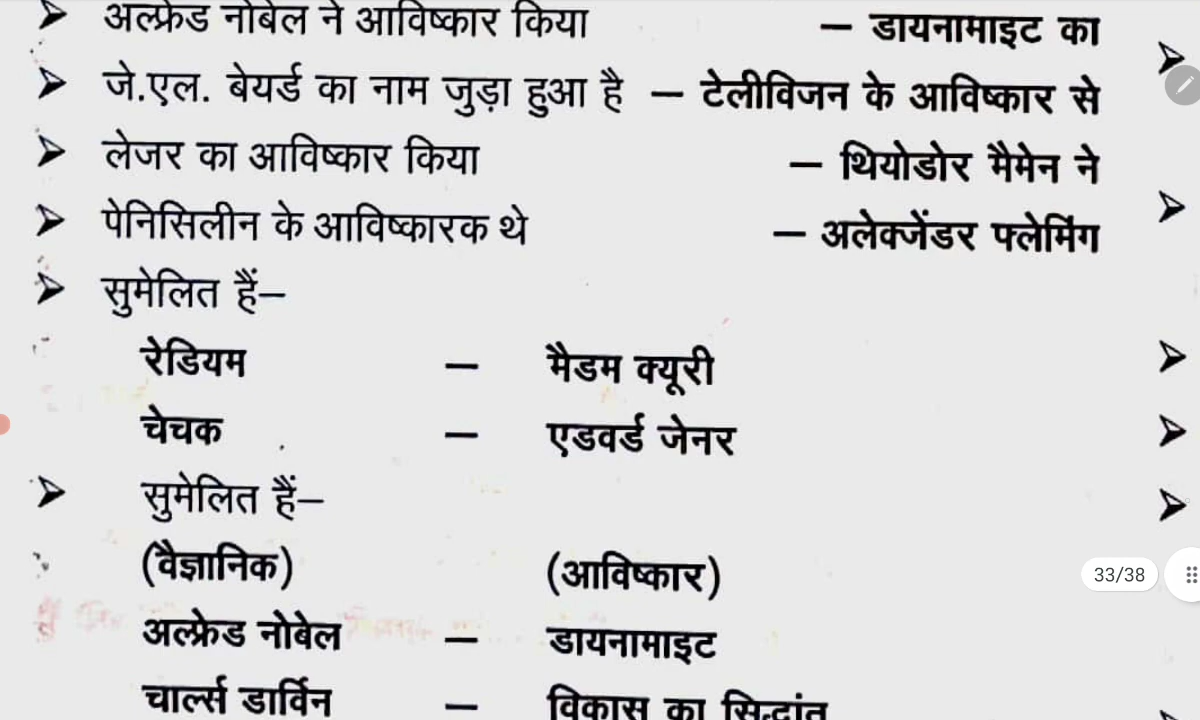 ➤ अल्फ्रेड नोबेल ने आविष्कार किया – डायनामाइट का
➤ जे.एल. बेयर्ड का नाम जुड़ा हुआ है – टेलीविजन के आविष्कार से
➤ लेजर का आविष्कार किया – थियोडोर मैमेन ने
➤ पेनिसिलीन के आविष्कारक थे – अलेक्जेंडर फ्लेमिंग
➤ सुमेलित हैं–
रेडियम – मैडम क्यूरी
चेचक – एडवर्ड जेनर
➤ सुमेलित हैं–
(वैज्ञानिक) (आविष्कार)
33/38
अल्फ्रेड नोबेल – डायनामाइट
चार्ल्स डार्विन – विकास का सिद्धांत